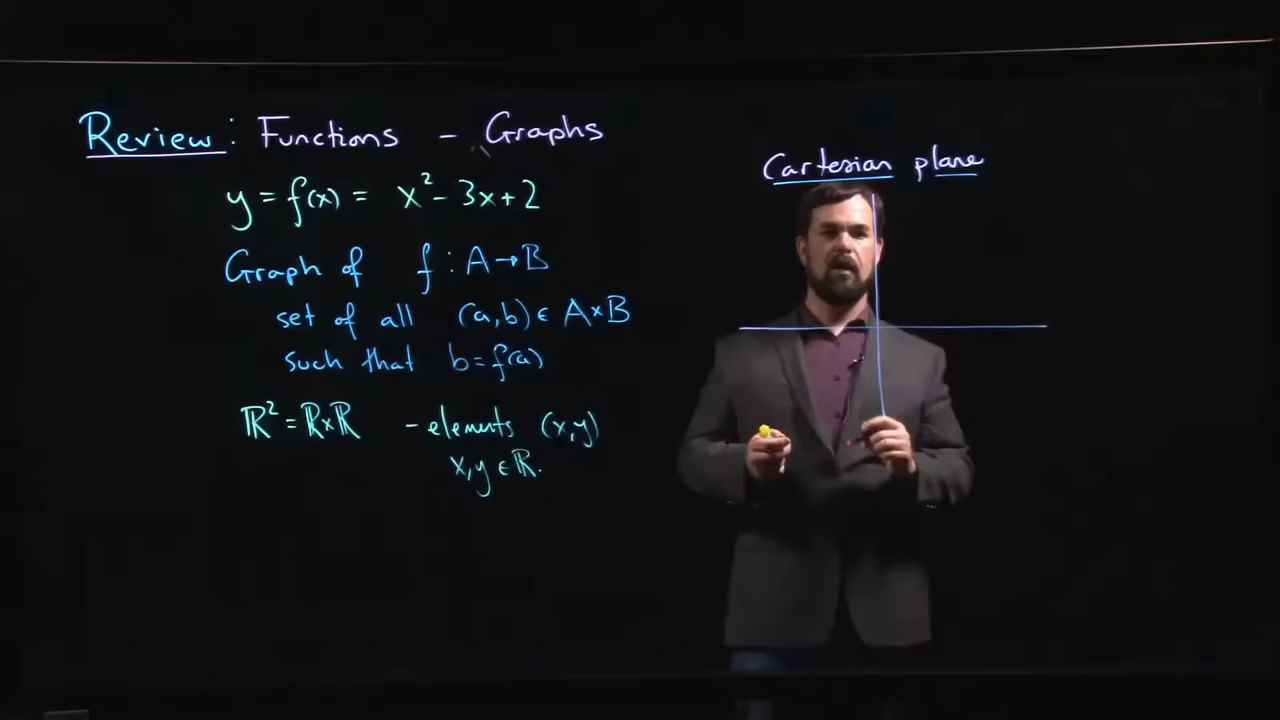 Review: Functions - Graphs
y = f(x) = x² - 3x + 2
Graph of f : A → B
set of all (a,b) ∈ A × B
such that b = f(a)
ℝ² = ℝ × ℝ - elements (x,y)
x,y ∈ ℝ.
Cartesian plane